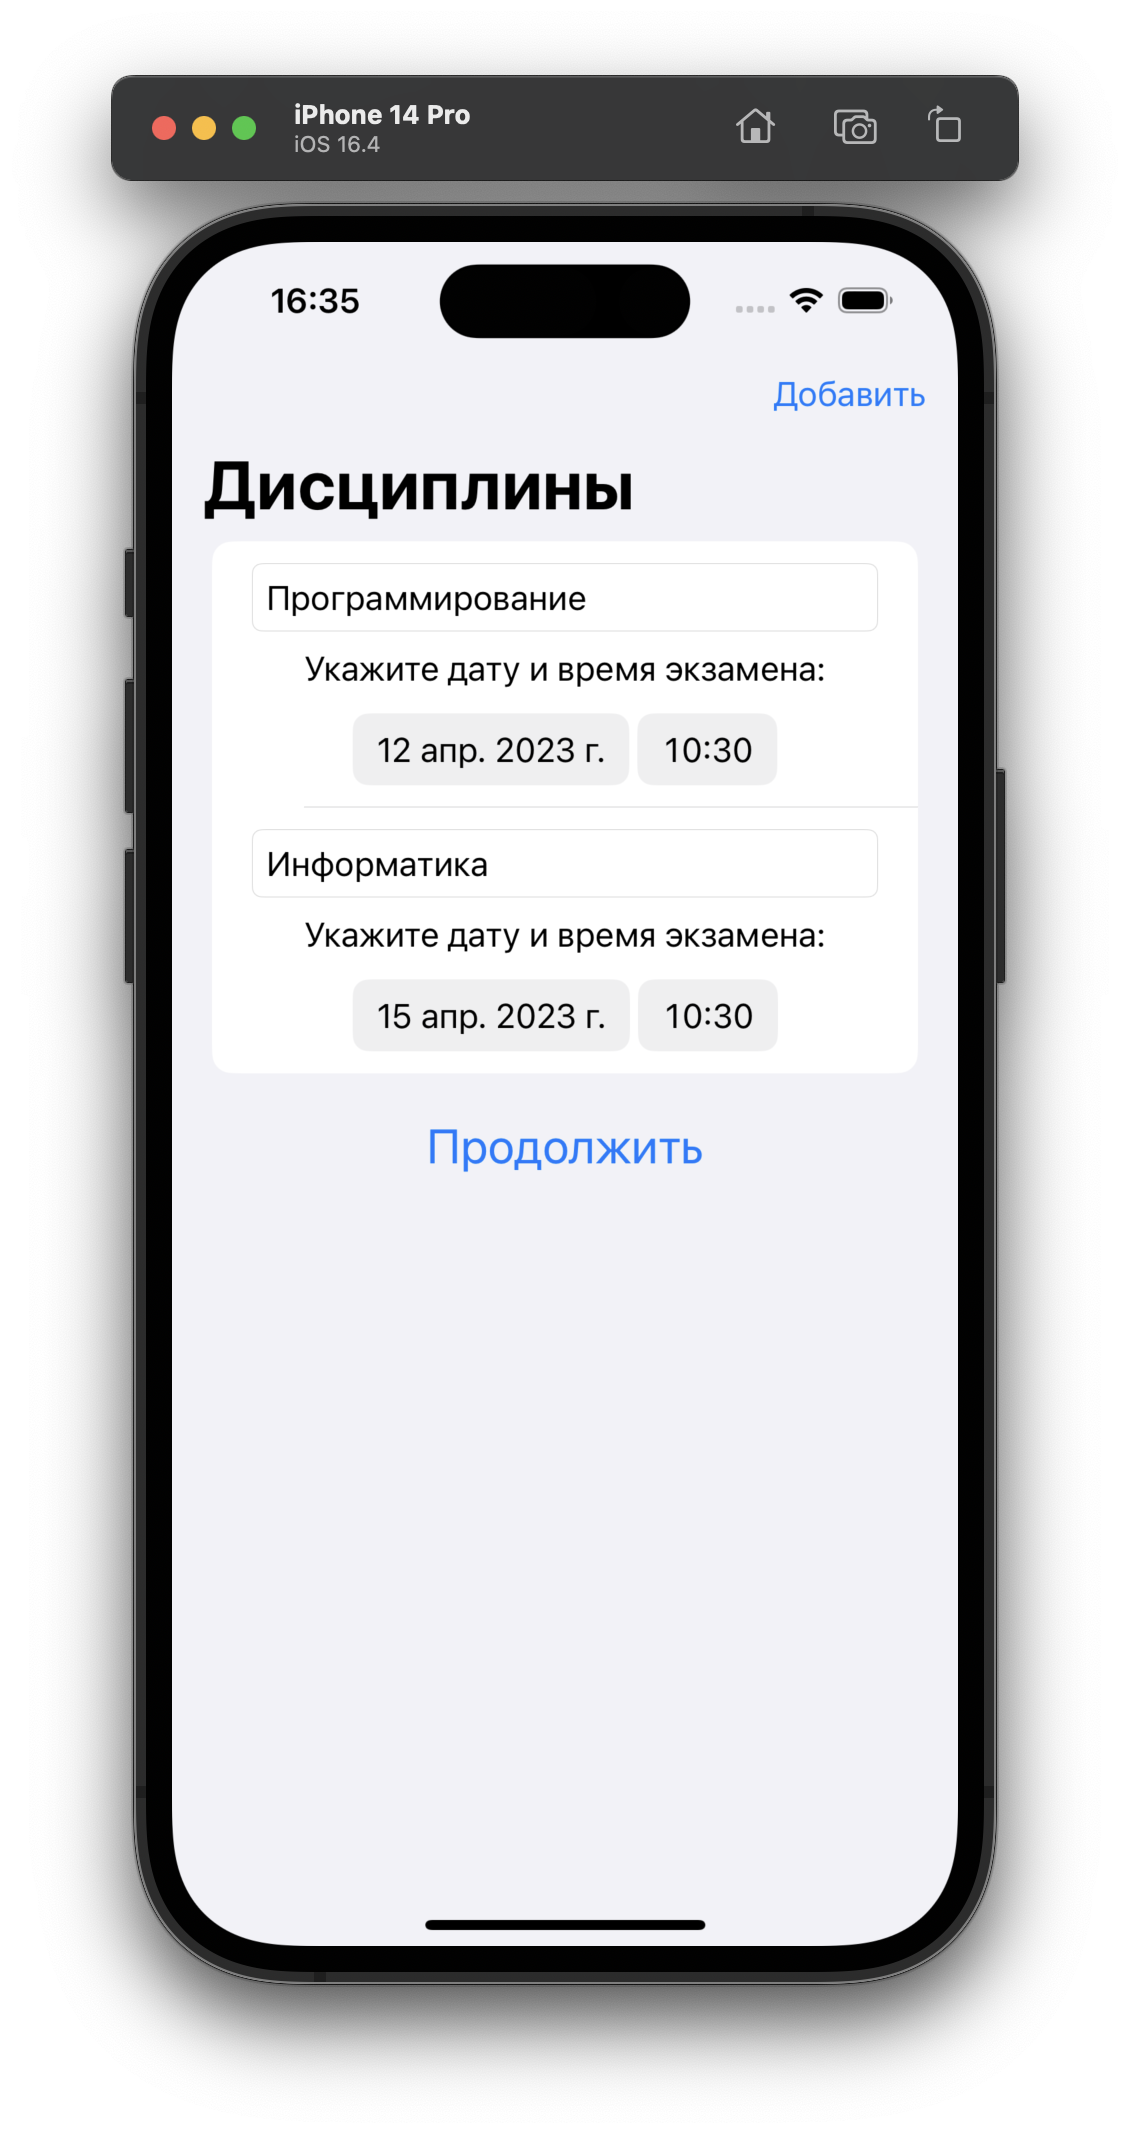 iPhone 14 Pro
iOS 16.4
16:35
Добавить
Дисциплины
Программирование
Укажите дату и время экзамена:
12 апр. 2023 г. 10:30
Информатика
Укажите дату и время экзамена:
15 апр. 2023 г. 10:30
Продолжить